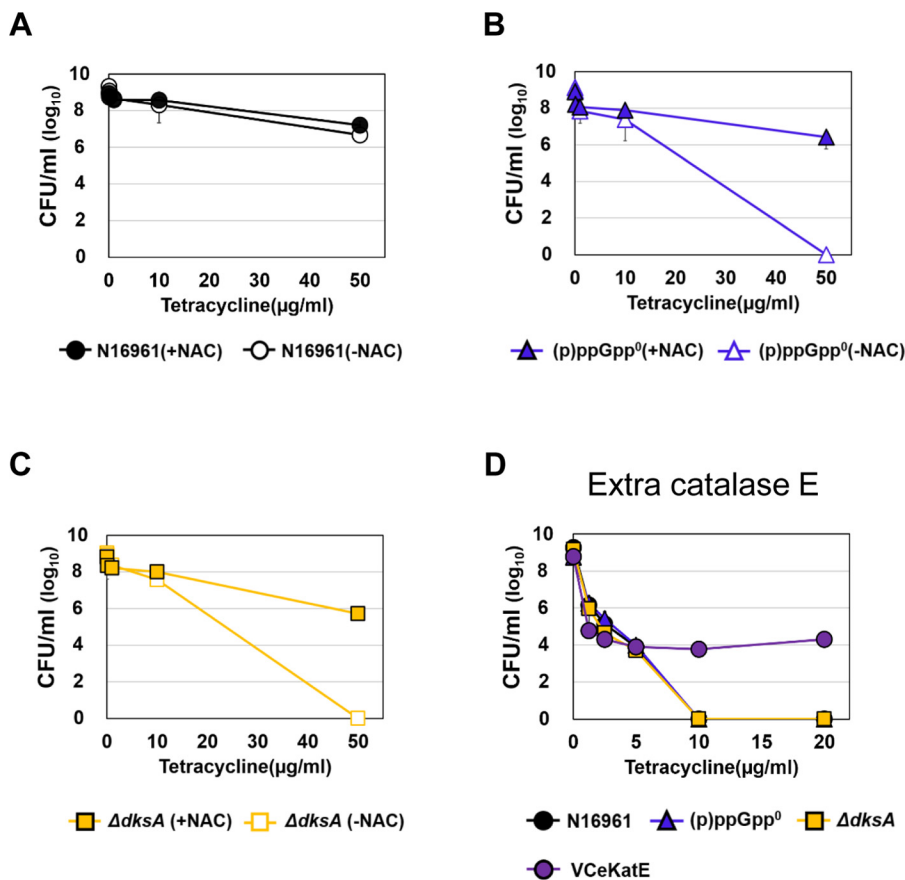 A
CFU/ml (log10)
10
8
6
4
2
0
0 10 20 30 40 50
Tetracycline(µg/ml)
N16961(+NAC) N16961(-NAC)
B
CFU/ml (log10)
10
8
6
4
2
0
0 10 20 30 40 50
Tetracycline(µg/ml)
(p)ppGpp⁰(+NAC) (p)ppGpp⁰(-NAC)
C
CFU/ml (log10)
10
8
6
4
2
0
0 10 20 30 40 50
Tetracycline(µg/ml)
ΔdksA (+NAC) ΔdksA (-NAC)
D
Extra catalase E
CFU/ml (log10)
10
8
6
4
2
0
0 5 10 15 20
Tetracycline(µg/ml)
N16961 (p)ppGpp⁰ ΔdksA
VCeKatE